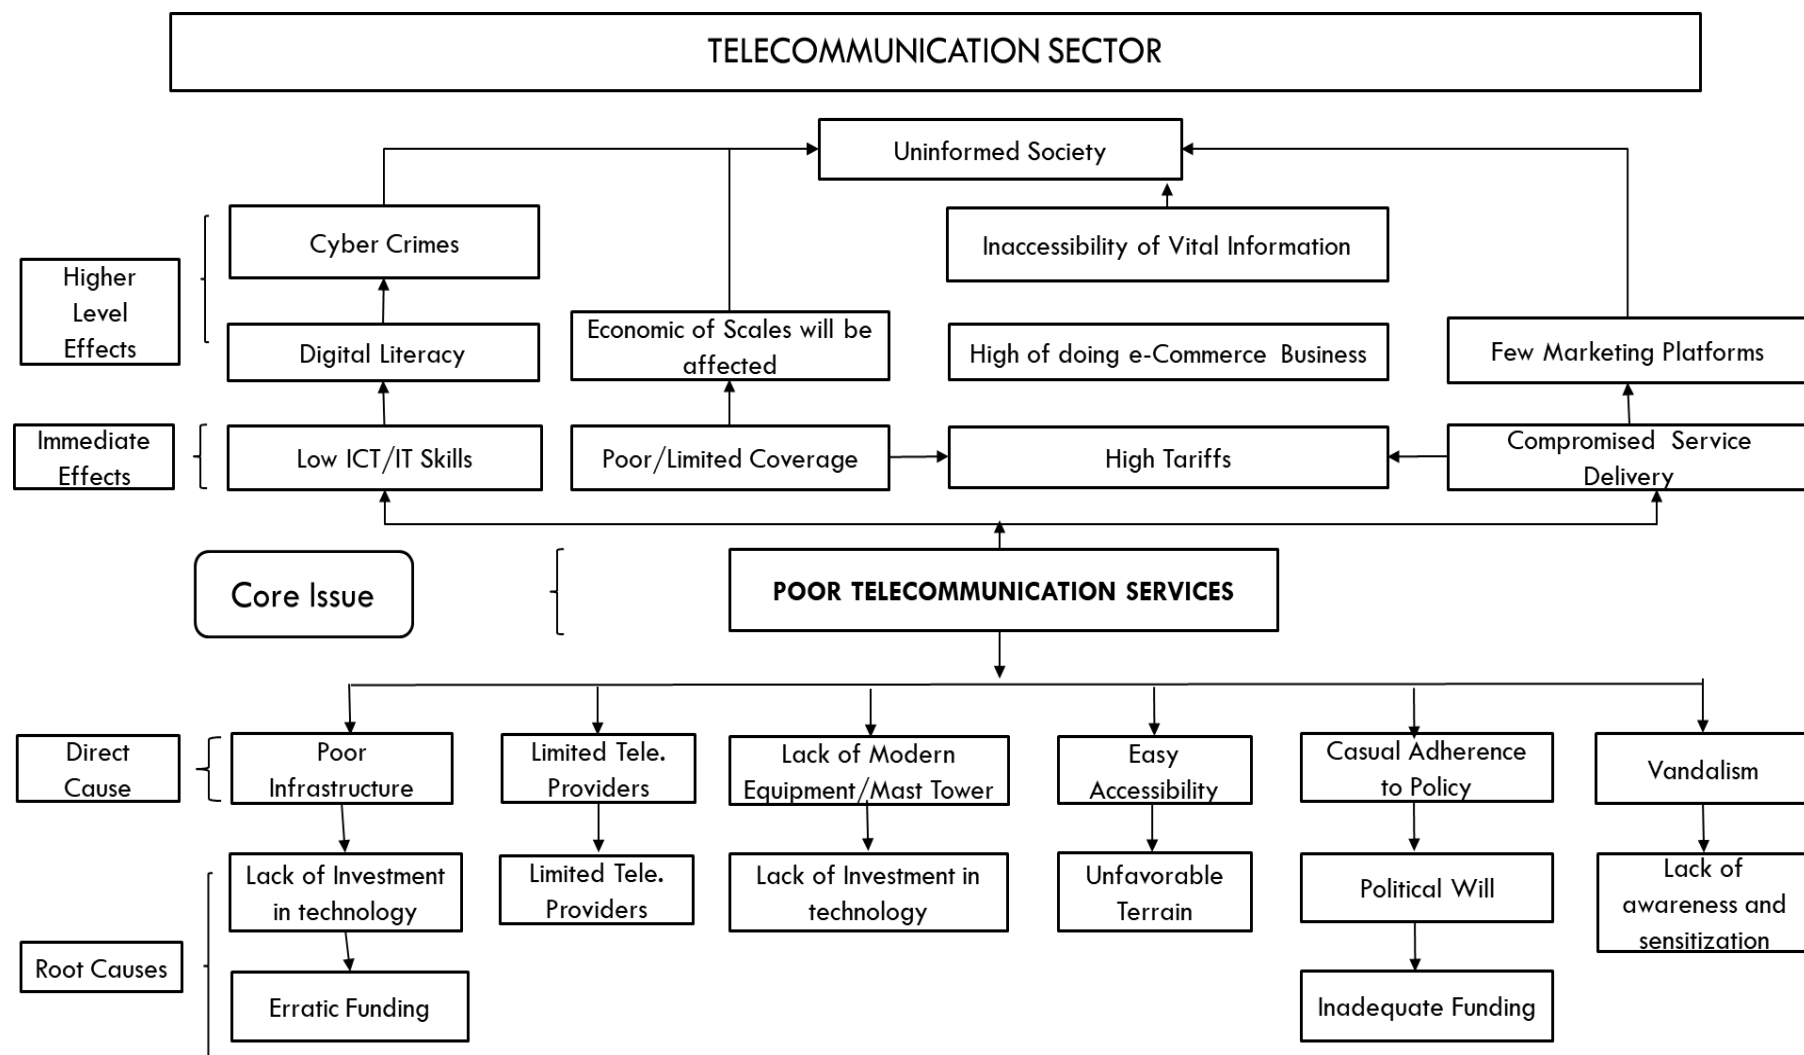 TELECOMMUNICATION SECTOR
Uninformed Society
Cyber Crimes
Inaccessibility of Vital Information
Higher
Level
Effects
Digital Literacy
Economic of Scales will be
affected
High of doing e-Commerce Business
Few Marketing Platforms
Immediate
Effects
Low ICT/IT Skills
Poor/Limited Coverage
High Tariffs
Compromised Service
Delivery
Core Issue
POOR TELECOMMUNICATION SERVICES
Direct
Cause
Poor
Infrastructure
Limited Tele.
Providers
Lack of Modern
Equipment/Mast Tower
Easy
Accessibility
Casual Adherence
to Policy
Vandalism
Root Causes
Lack of Investment
in technology
Limited Tele.
Providers
Lack of Investment in
technology
Unfavorable
Terrain
Political Will
Lack of
awareness and
sensitization
Erratic Funding
Inadequate Funding